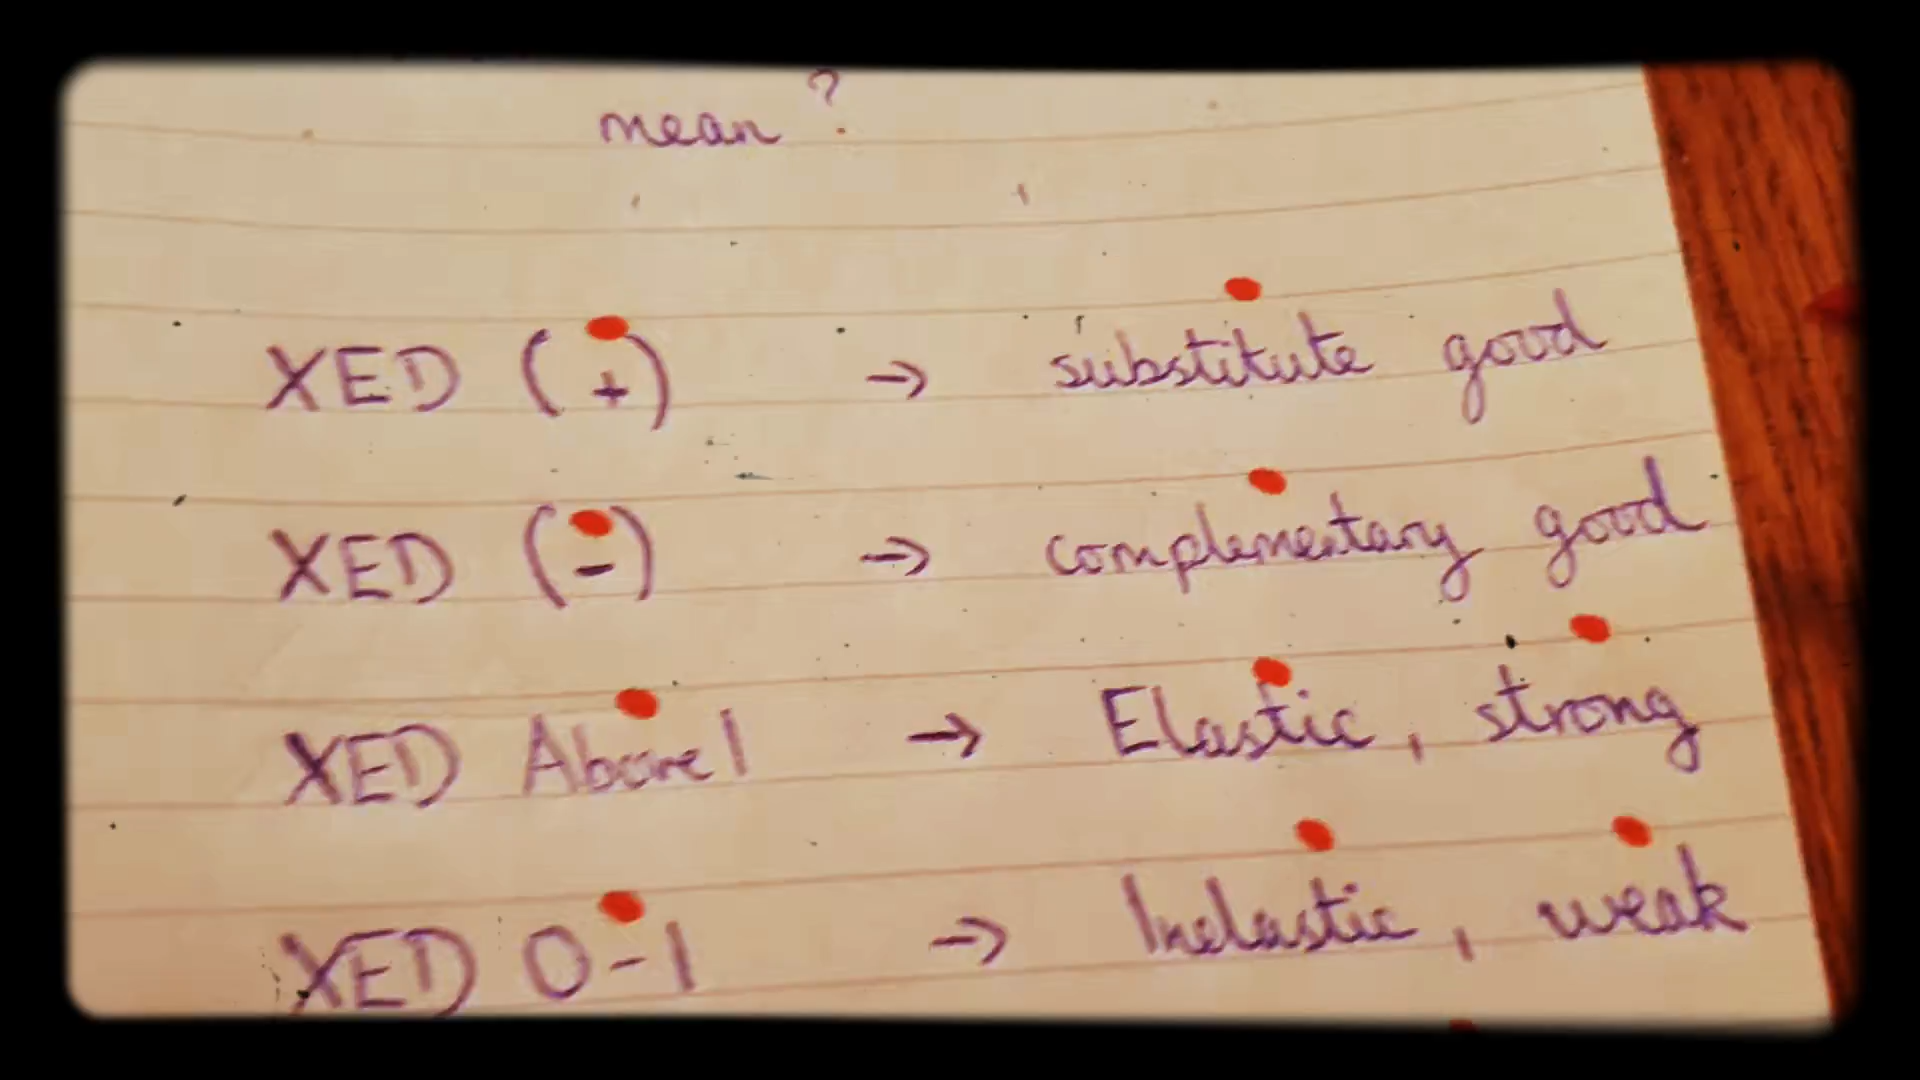 mean ?
XED (+) → substitute good
XED (-) → complementary good
XED Above 1 → Elastic, strong
XED 0-1 → Inelastic, weak